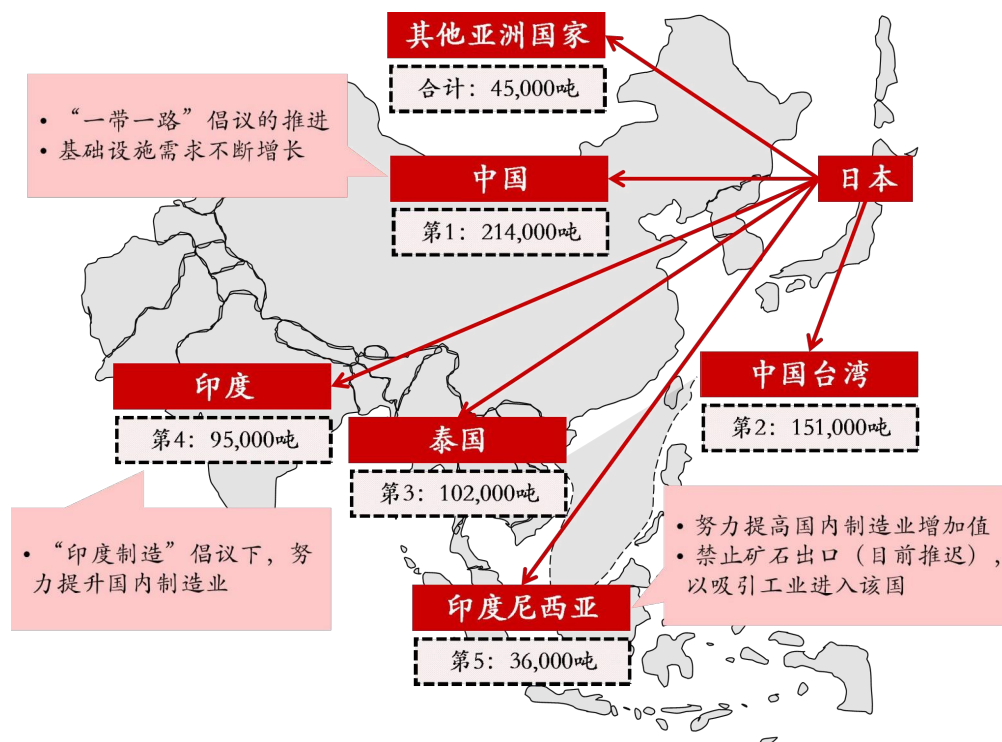 其他亚洲国家
合计：45,000吨
• “一带一路”倡议的推进
• 基础设施需求不断增长
中国
第1：214,000吨
日本
印度
第4：95,000吨
泰国
第3：102,000吨
中国台湾
第2：151,000吨
• “印度制造”倡议下，努
力提升国内制造业
• 努力提高国内制造业增加值
• 禁止矿石出口（目前推迟），
以吸引工业进入该国
印度尼西亚
第5：36,000吨